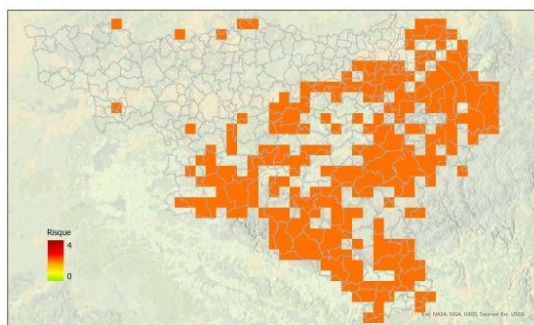 Risque
4
0
Esri, NASA, NGA, USGS, Sources: Esri, USGS